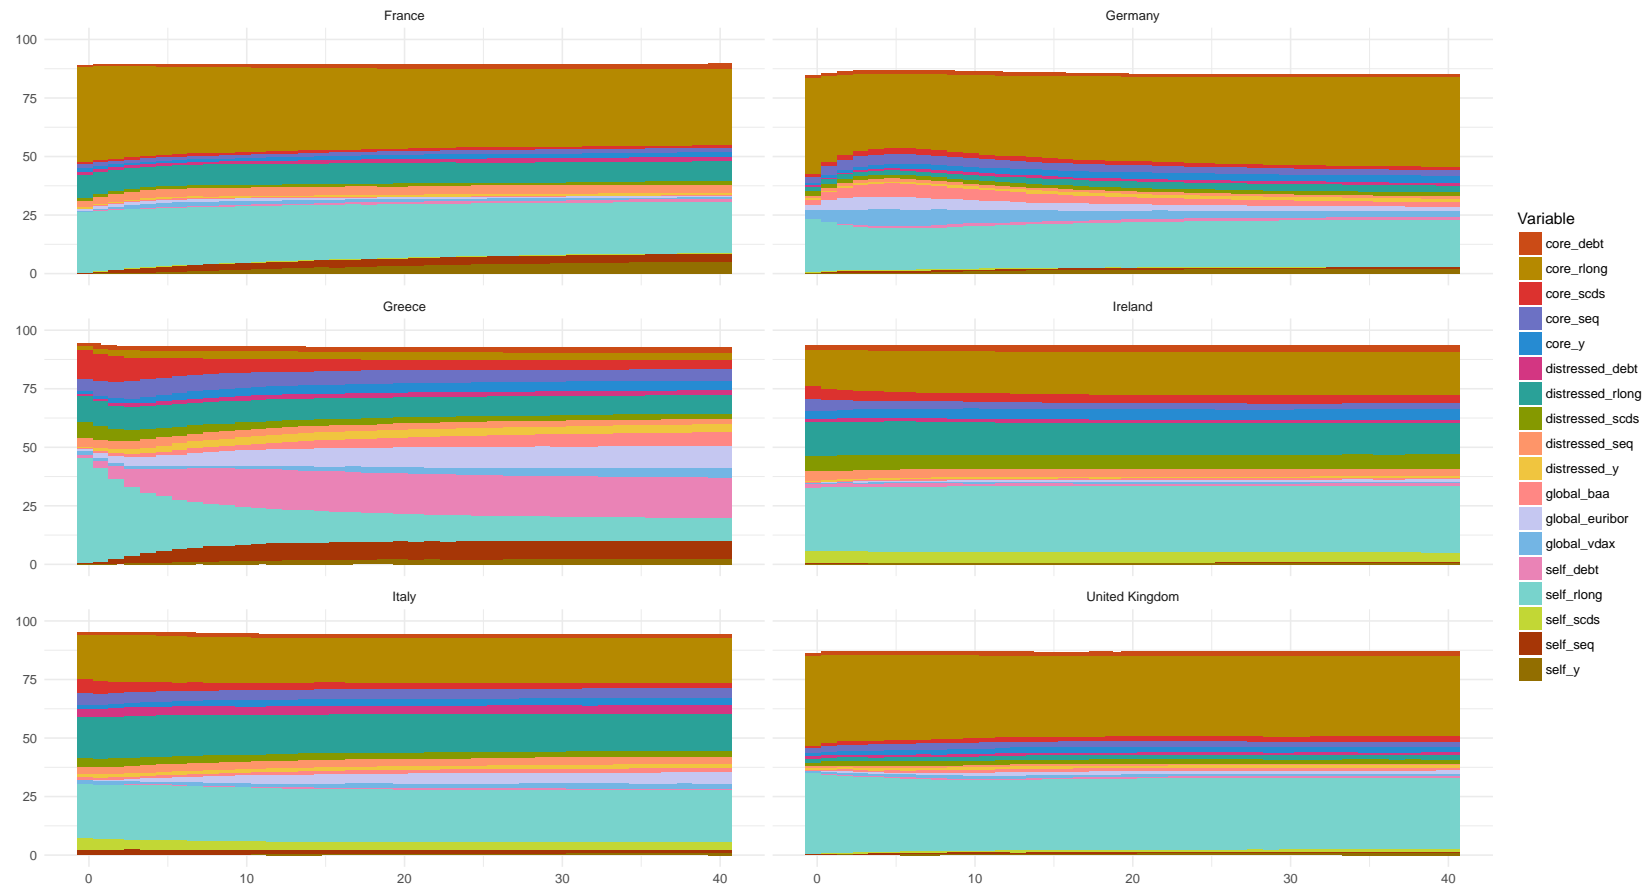 France
Germany
100
75
50
25
0
Greece
Ireland
100
75
50
25
0
Italy
United Kingdom
100
75
50
25
0
0 10 20 30 40
0 10 20 30 40
Variable
core_debt
core_rlong
core_scds
core_seq
core_y
distressed_debt
distressed_rlong
distressed_scds
distressed_seq
distressed_y
global_baa
global_euribor
global_vdax
self_debt
self_rlong
self_scds
self_seq
self_y